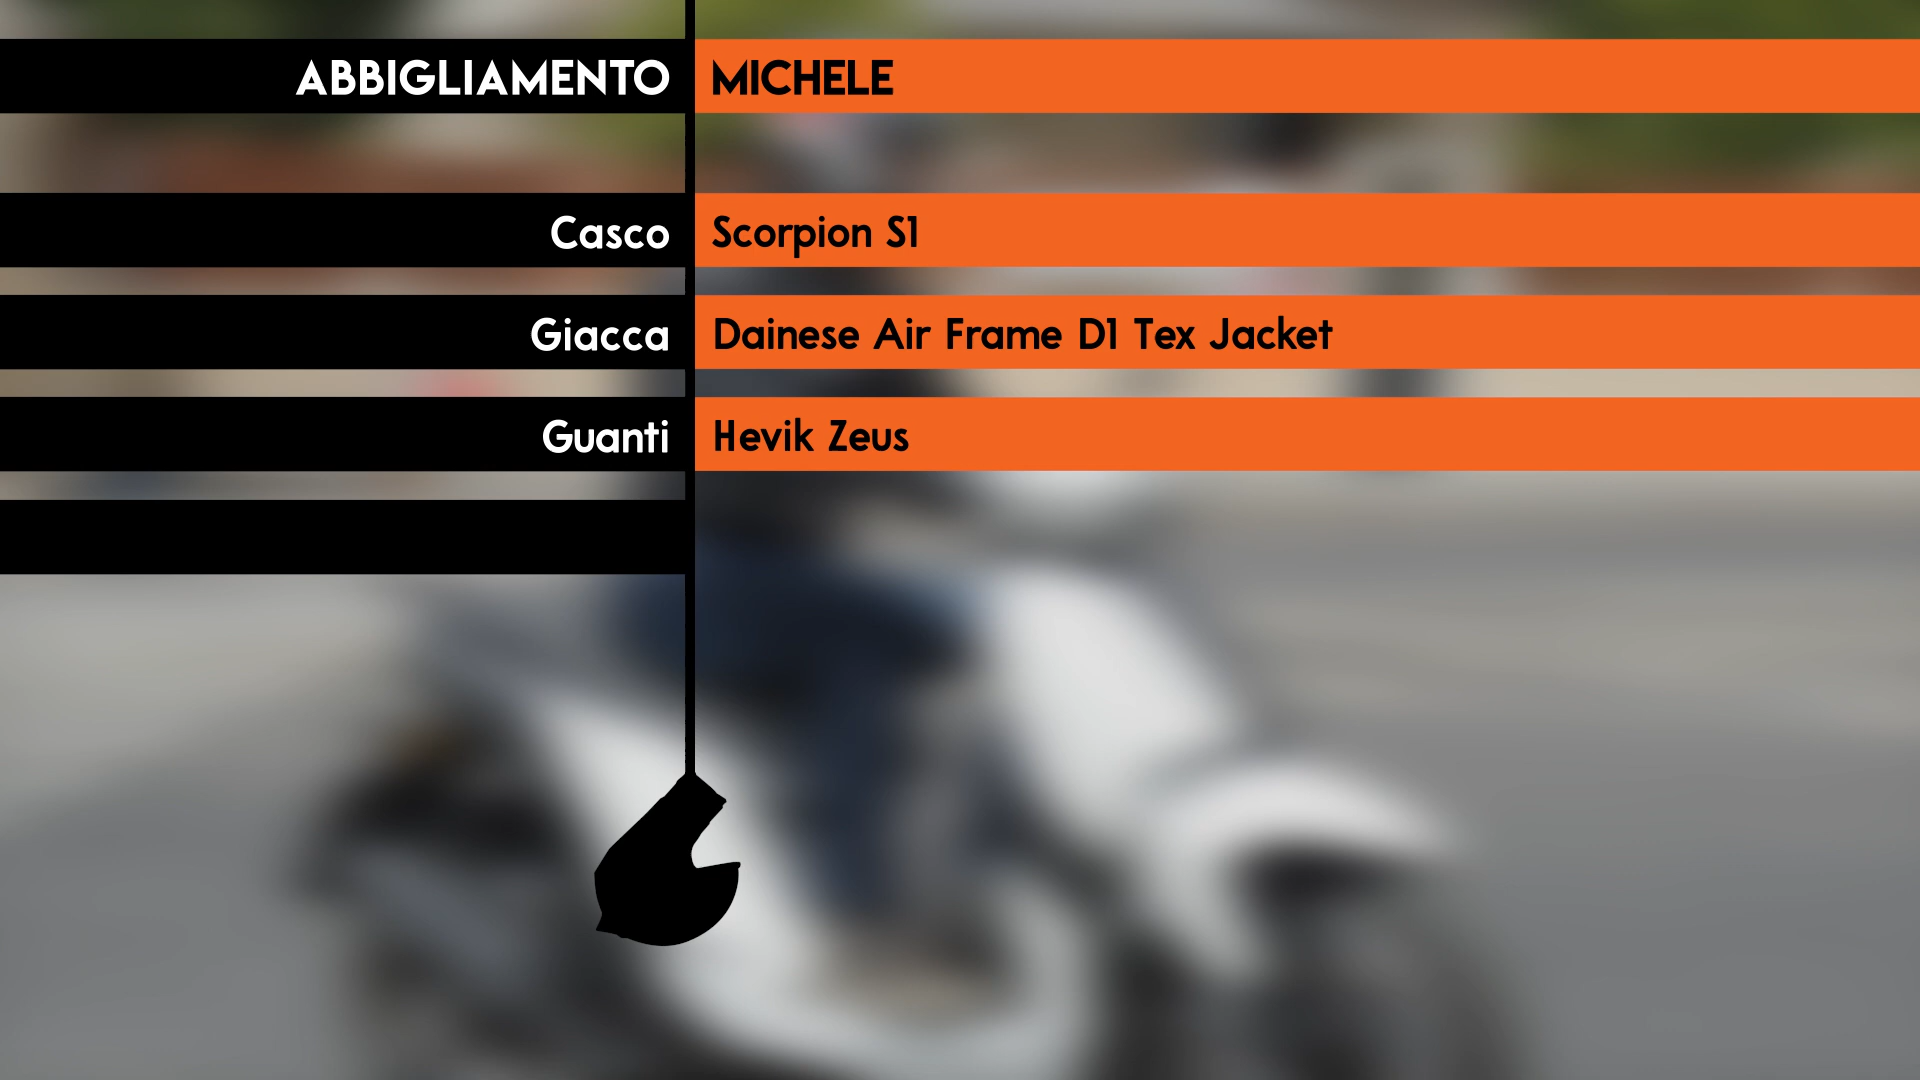 ABBIGLIAMENTO MICHELE
Casco Scorpion S1
Giacca Dainese Air Frame D1 Tex Jacket
Guanti Hevik Zeus